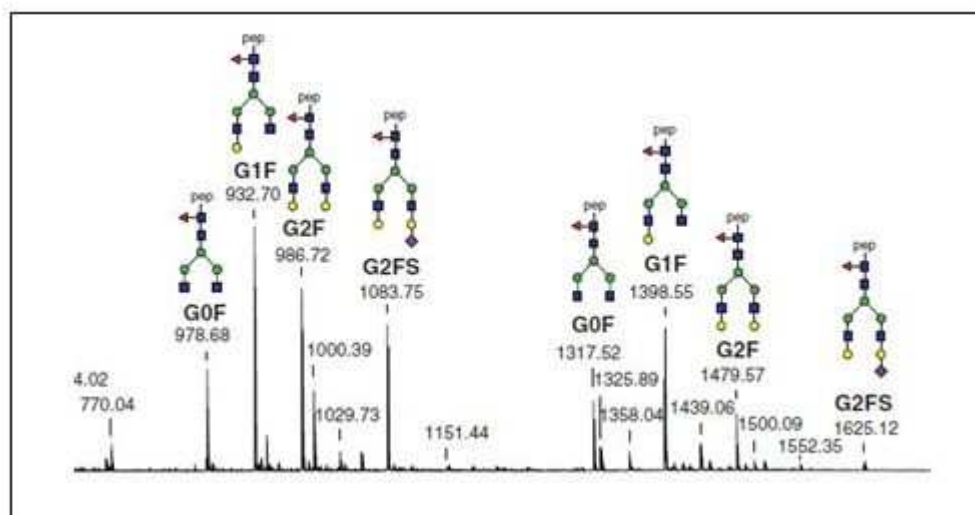 pep
G1F
932.70
pep
G2F
986.72
pep
G2FS
1083.75
pep
G0F
978.68
1000.39
1029.73
4.02
770.04
1151.44
pep
G0F
1317.52
1325.89
1358.04
pep
G1F
1398.55
1439.06
pep
G2F
1479.57
1500.09
1552.35
pep
G2FS
1625.12